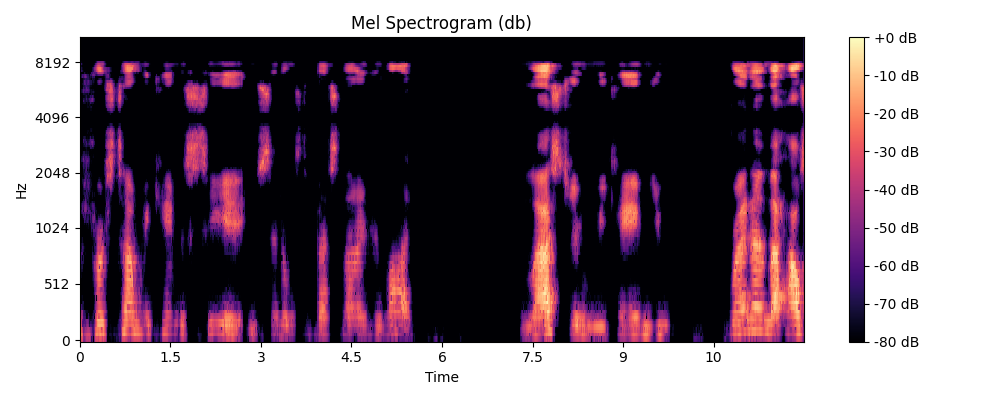 Mel Spectrogram (db)
8192
4096
2048
1024
512
0
Hz
0 1.5 3 4.5 6 7.5 9 10
Time
+0 dB
-10 dB
-20 dB
-30 dB
-40 dB
-50 dB
-60 dB
-70 dB
-80 dB